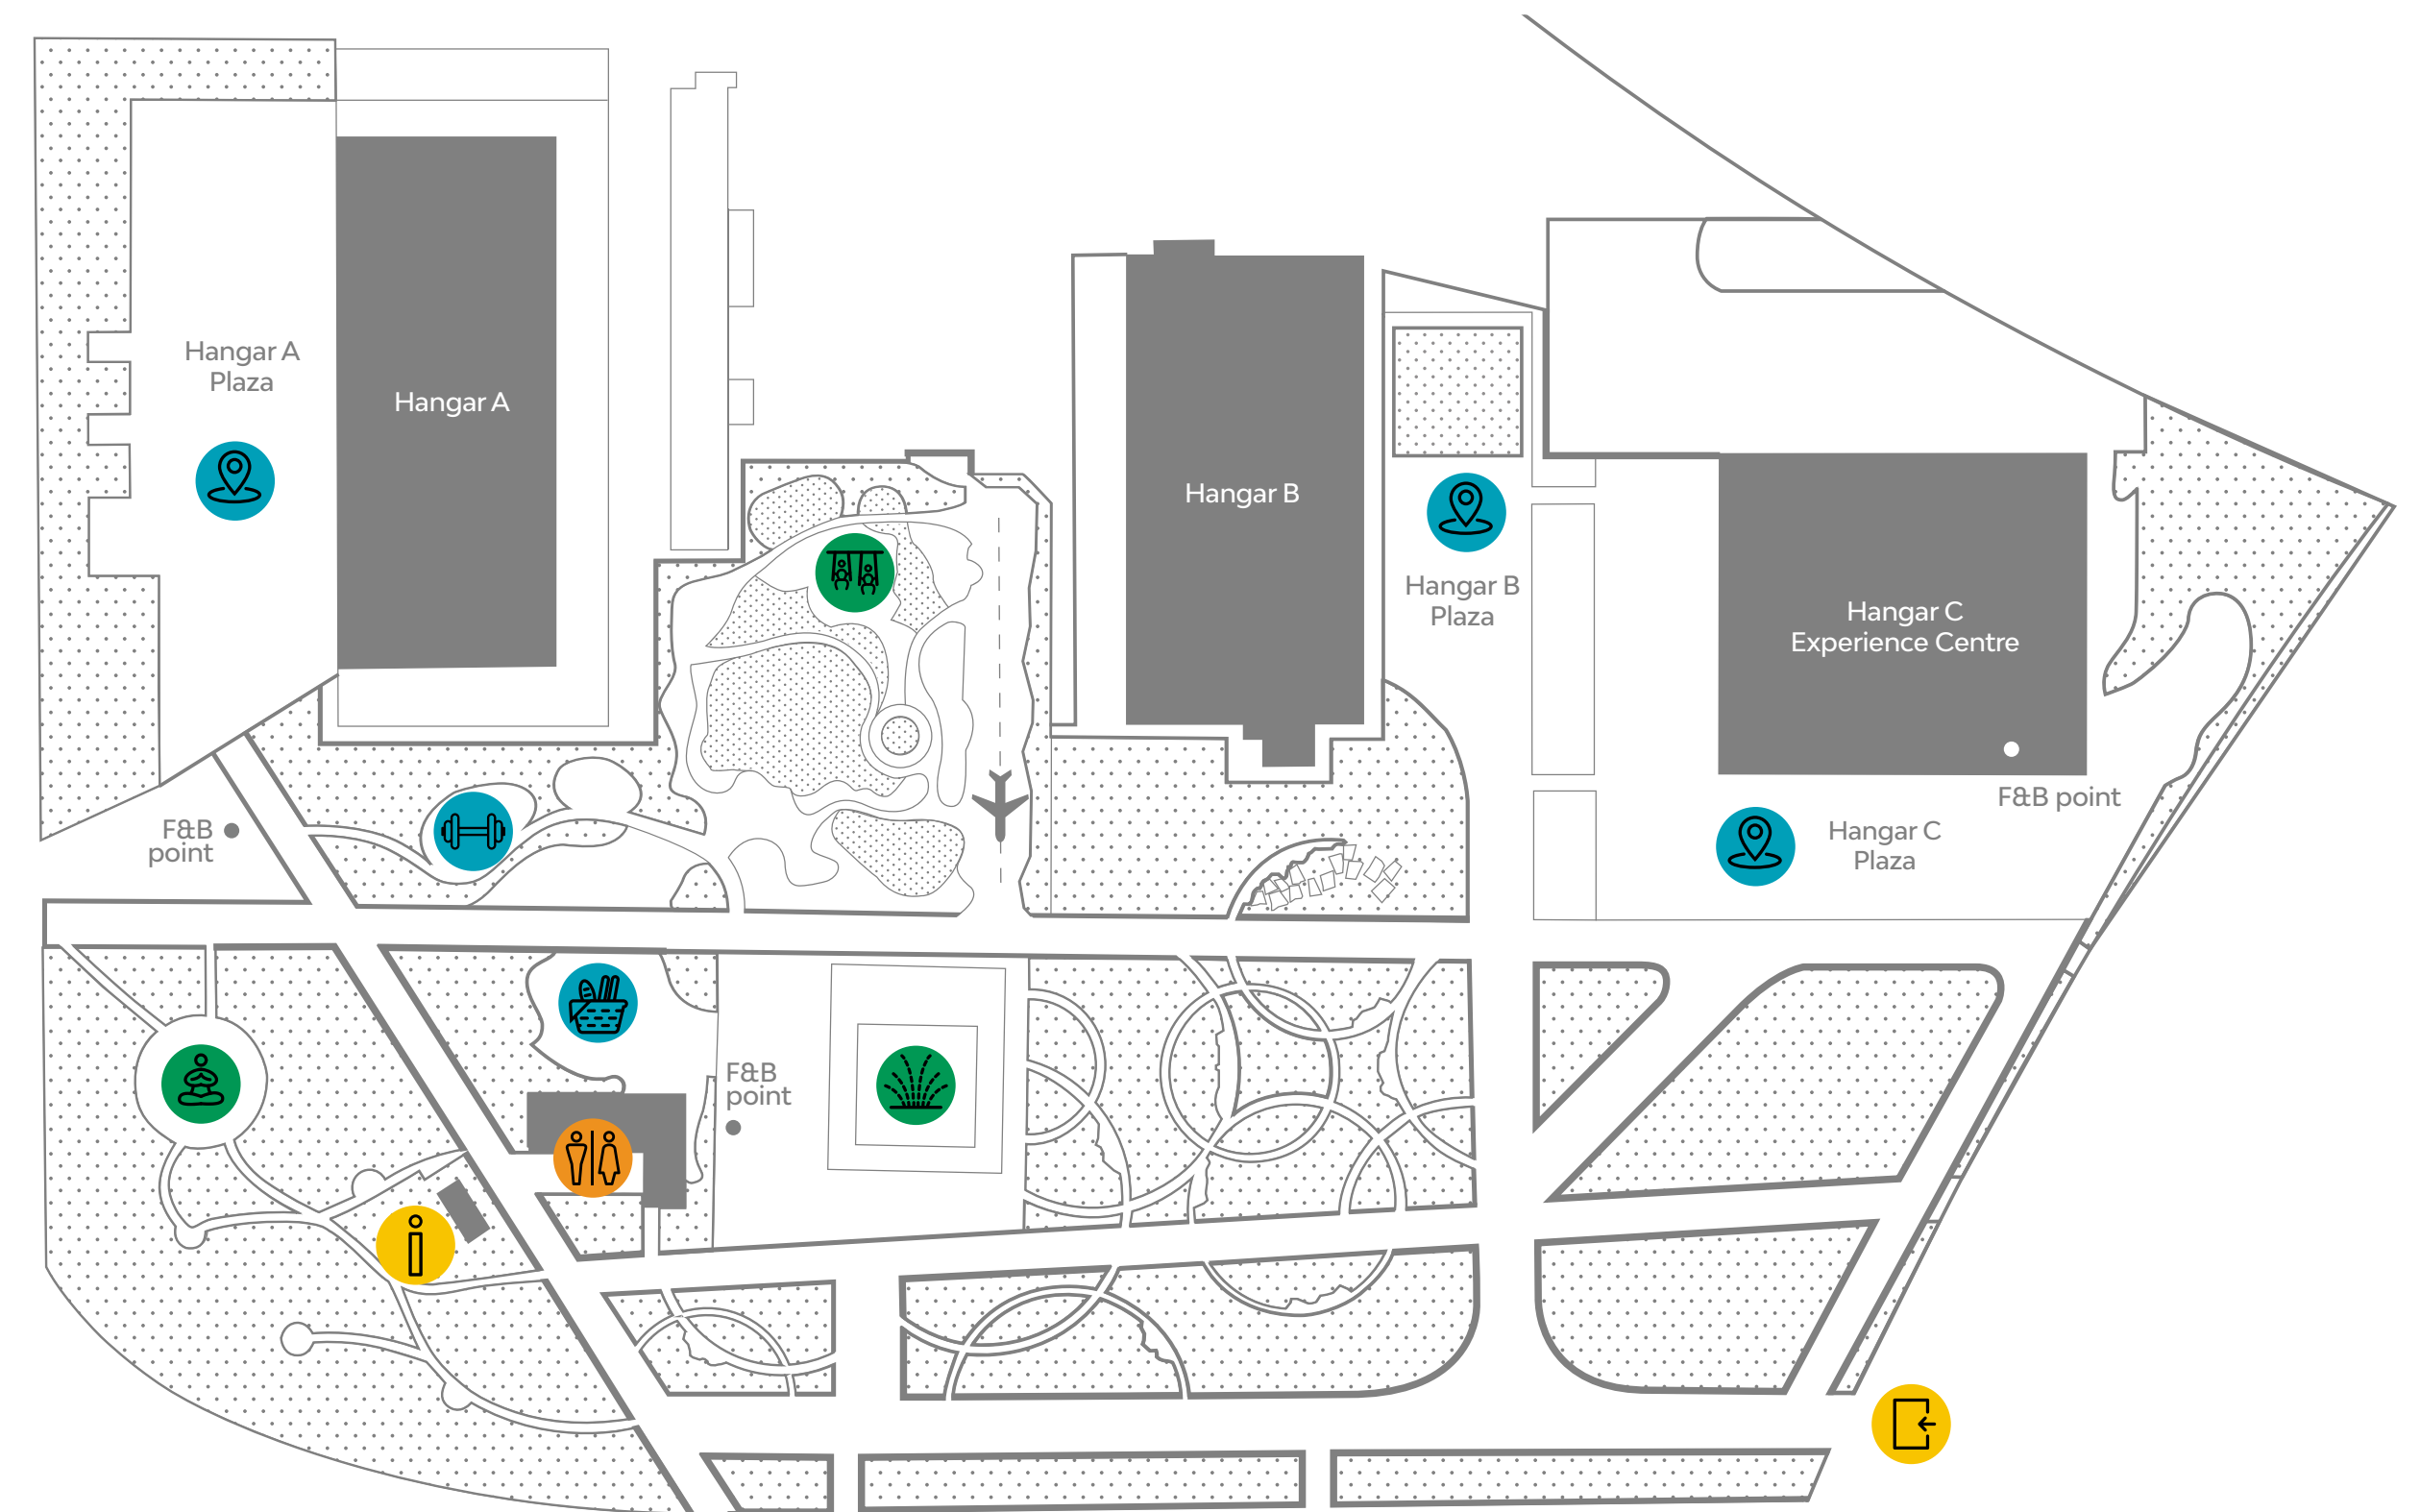 Hangar A
Plaza
Hangar A
Hangar B
Hangar B
Plaza
Hangar C
Experience Centre
F&B point
Hangar C
Plaza
F&B
point
F&B
point